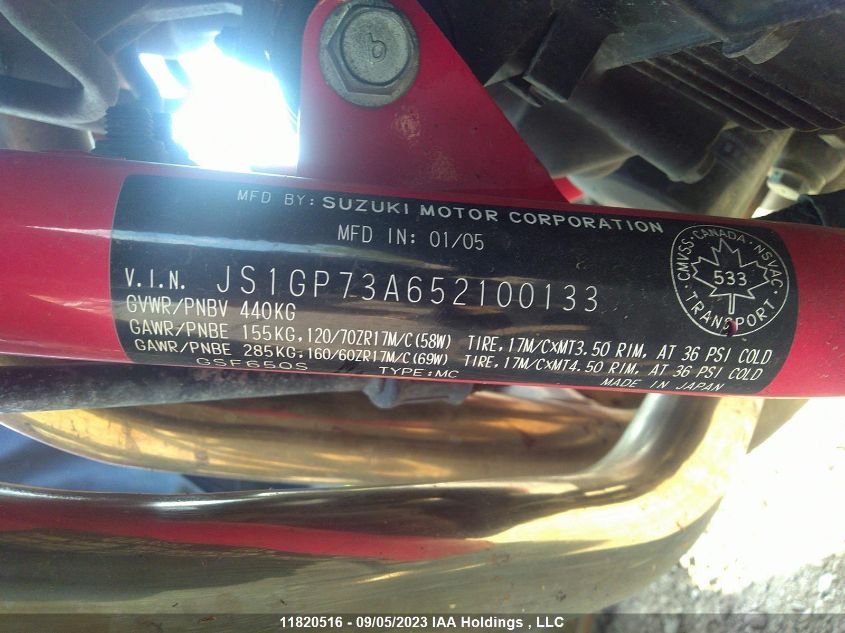 6
MFD BY: SUZUKI MOTOR CORPORATION
MFD IN: 01/05
V.I.N. JS1GP73A652100133
GVWR/PNBV 440KG
GAWR/PNBE 155KG,120/70ZR17M/C(58W) TIRE,17M/C×MT3.50 RIM, AT 36 PSI COLD
GAWR/PNBE 285KG,160/60ZR17M/C(69W) TIRE,17M/C×MT4.50 RIM, AT 36 PSI COLD
GSF650S TYPE:MC MADE IN JAPAN
CMVSS-CANADA-NSVAC
533
TRANSPORT
11820516 - 09/05/2023 IAA Holdings , LLC